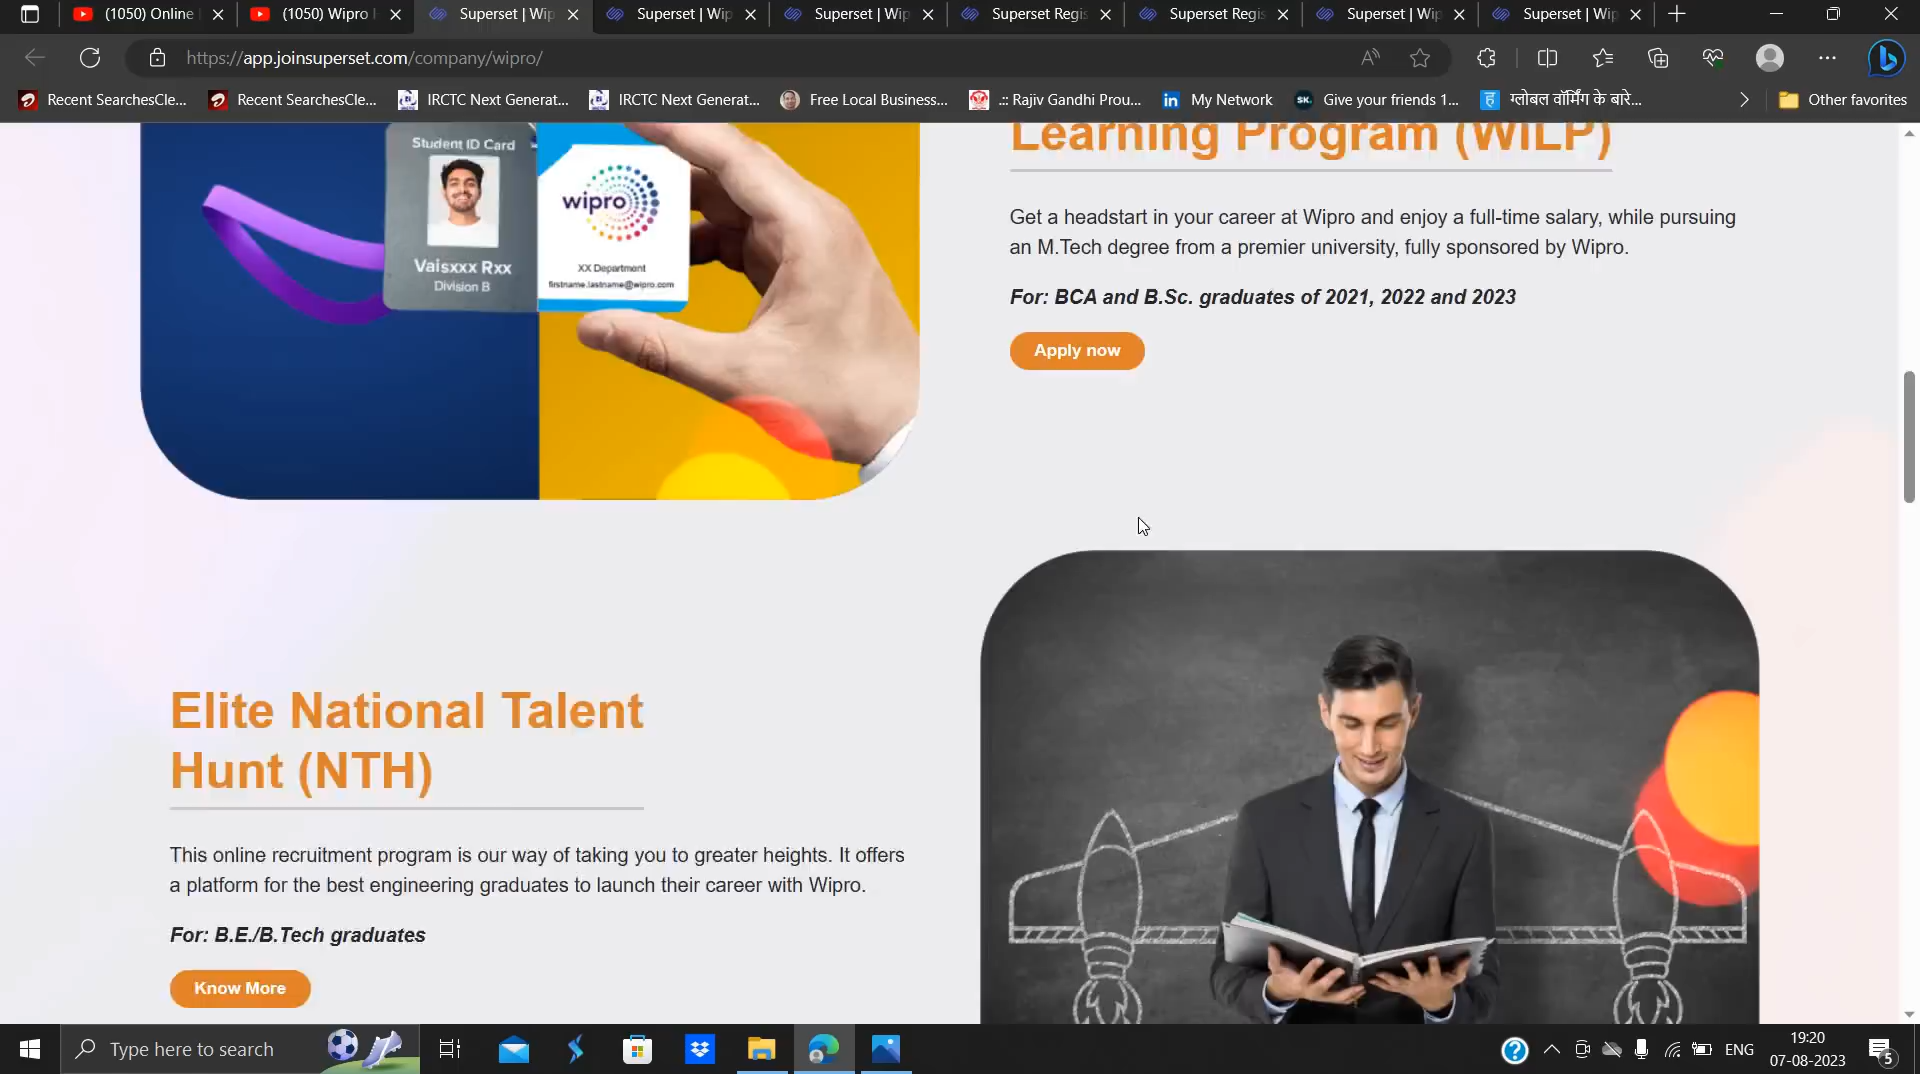 (1050) Online
(1050) Wipro
Superset | Wip
Superset | Wip
Superset | Wip
Superset Regis
Superset Regis
Superset | Wip
Superset | Wip
https://app.joinsuperset.com/company/wipro/
Recent SearchesCle...
Recent SearchesCle...
IRCTC Next Generat...
IRCTC Next Generat...
Free Local Business...
.:: Rajiv Gandhi Prou...
My Network
Give your friends 1...
ग्लोबल वॉर्मिंग के बारे...
Other favorites
Student ID Card
Vaisxxx Rxx
Division B
wipro
XX Department
firstname.lastname@wipro.com
Learning Program (WILP)
Get a headstart in your career at Wipro and enjoy a full-time salary, while pursuing
an M.Tech degree from a premier university, fully sponsored by Wipro.
For: BCA and B.Sc. graduates of 2021, 2022 and 2023
Apply now
Elite National Talent
Hunt (NTH)
This online recruitment program is our way of taking you to greater heights. It offers
a platform for the best engineering graduates to launch their career with Wipro.
For: B.E./B.Tech graduates
Know More
Type here to search
ENG
19:20
07-08-2023
5